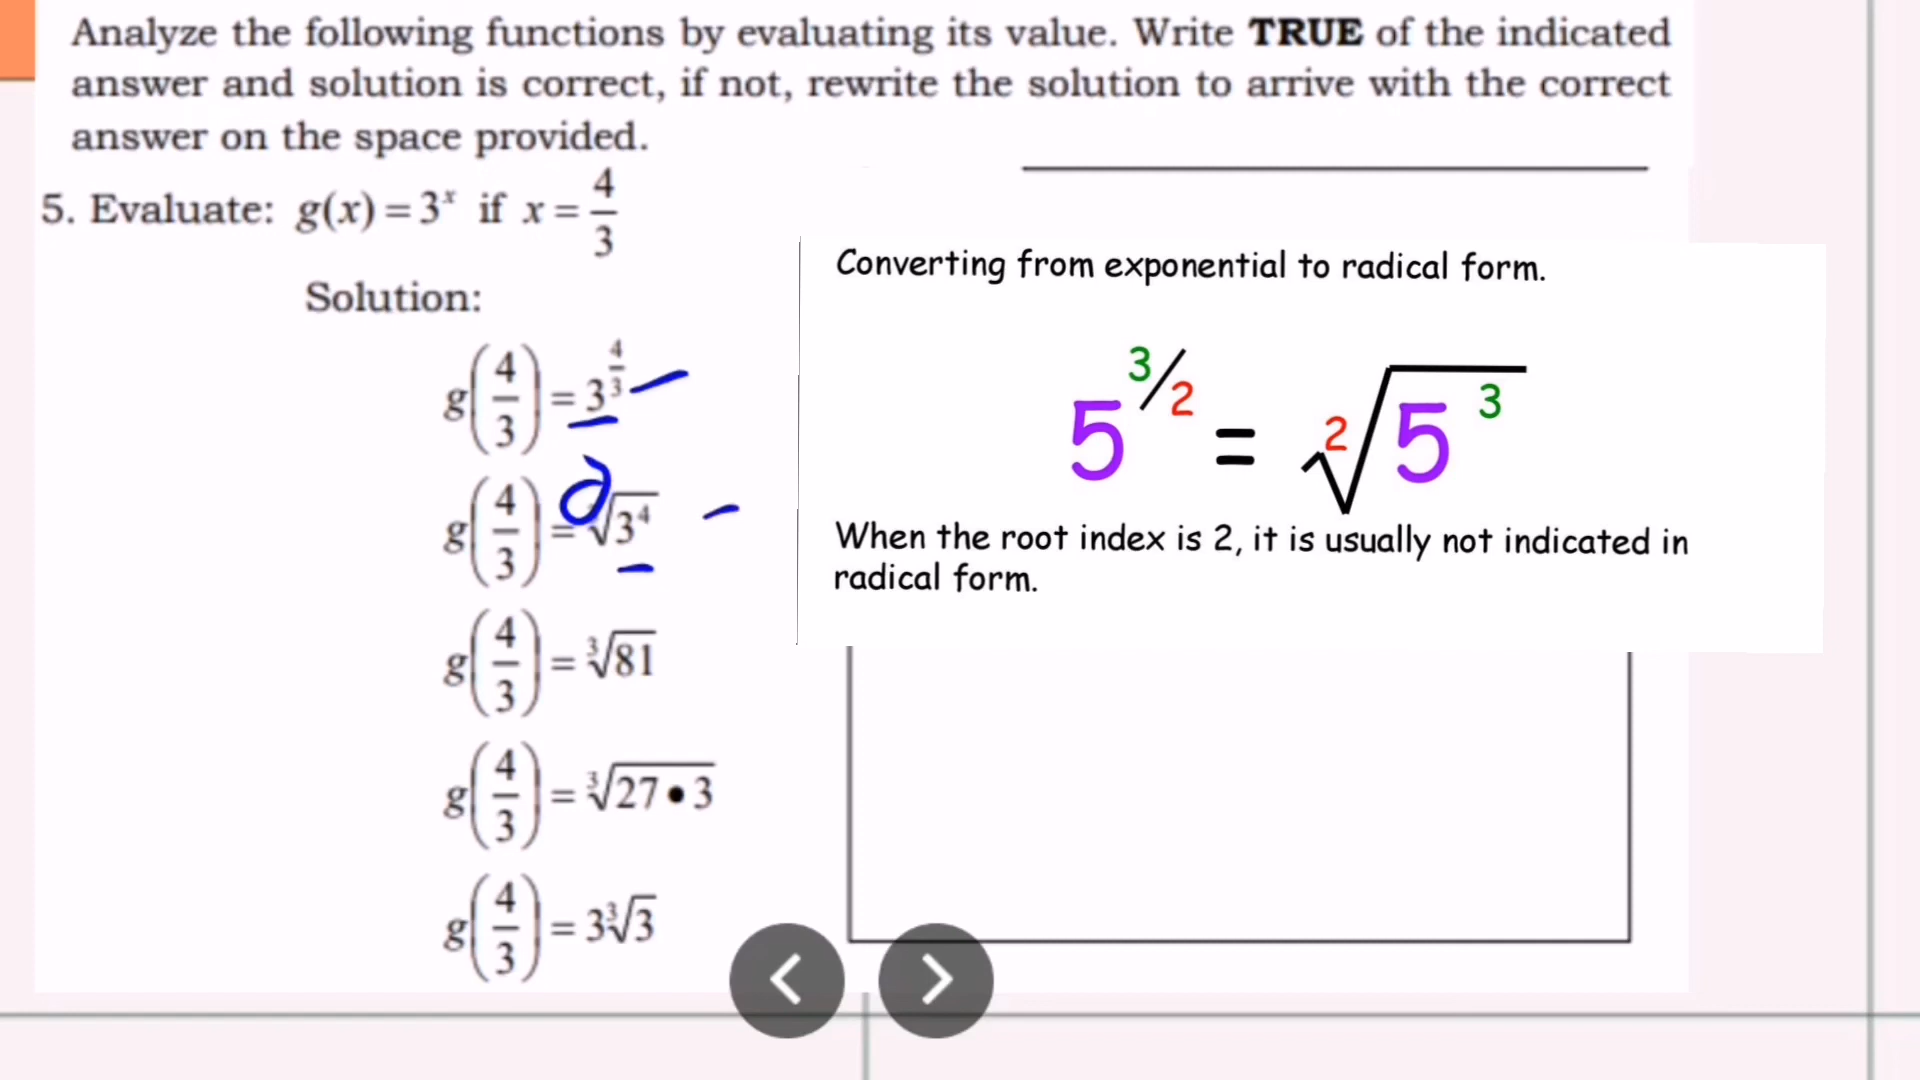 Analyze the following functions by evaluating its value. Write TRUE of the indicated
answer and solution is correct, if not, rewrite the solution to arrive with the correct
answer on the space provided.
5. Evaluate: g(x) = 3^x if x = 4/3
Solution:
g(4/3) = 3^(4/3)
g(4/3) = √3^4
g(4/3) = ∛81
g(4/3) = ∛27•3
g(4/3) = 3∛3
Converting from exponential to radical form.
5^(3/2) = ²√5^3
When the root index is 2, it is usually not indicated in
radical form.